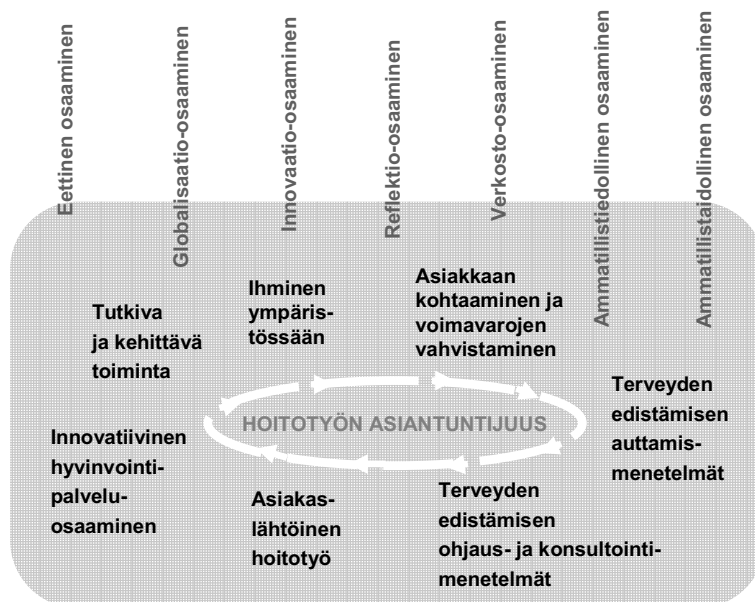 Eettinen osaaminen
Globalisaatio-osaaminen
Innovaatio-osaaminen
Reflektio-osaaminen
Verkosto-osaaminen
Ammatillistiedollinen osaaminen
Ammatillistaidollinen osaaminen
Tutkiva
ja kehittävä
toiminta
Ihminen
ympäris-
tössään
Asiakkaan
kohtaaminen ja
voimavarojen
vahvistaminen
Terveyden
edistämisen
auttamis-
menetelmät
HOITOTYÖN ASIANTUNTIJUUS
Innovatiivinen
hyvinvointi-
palvelu-
osaaminen
Asiakas-
lähtöinen
hoitotyö
Terveyden
edistämisen
ohjaus- ja konsultointi-
menetelmät